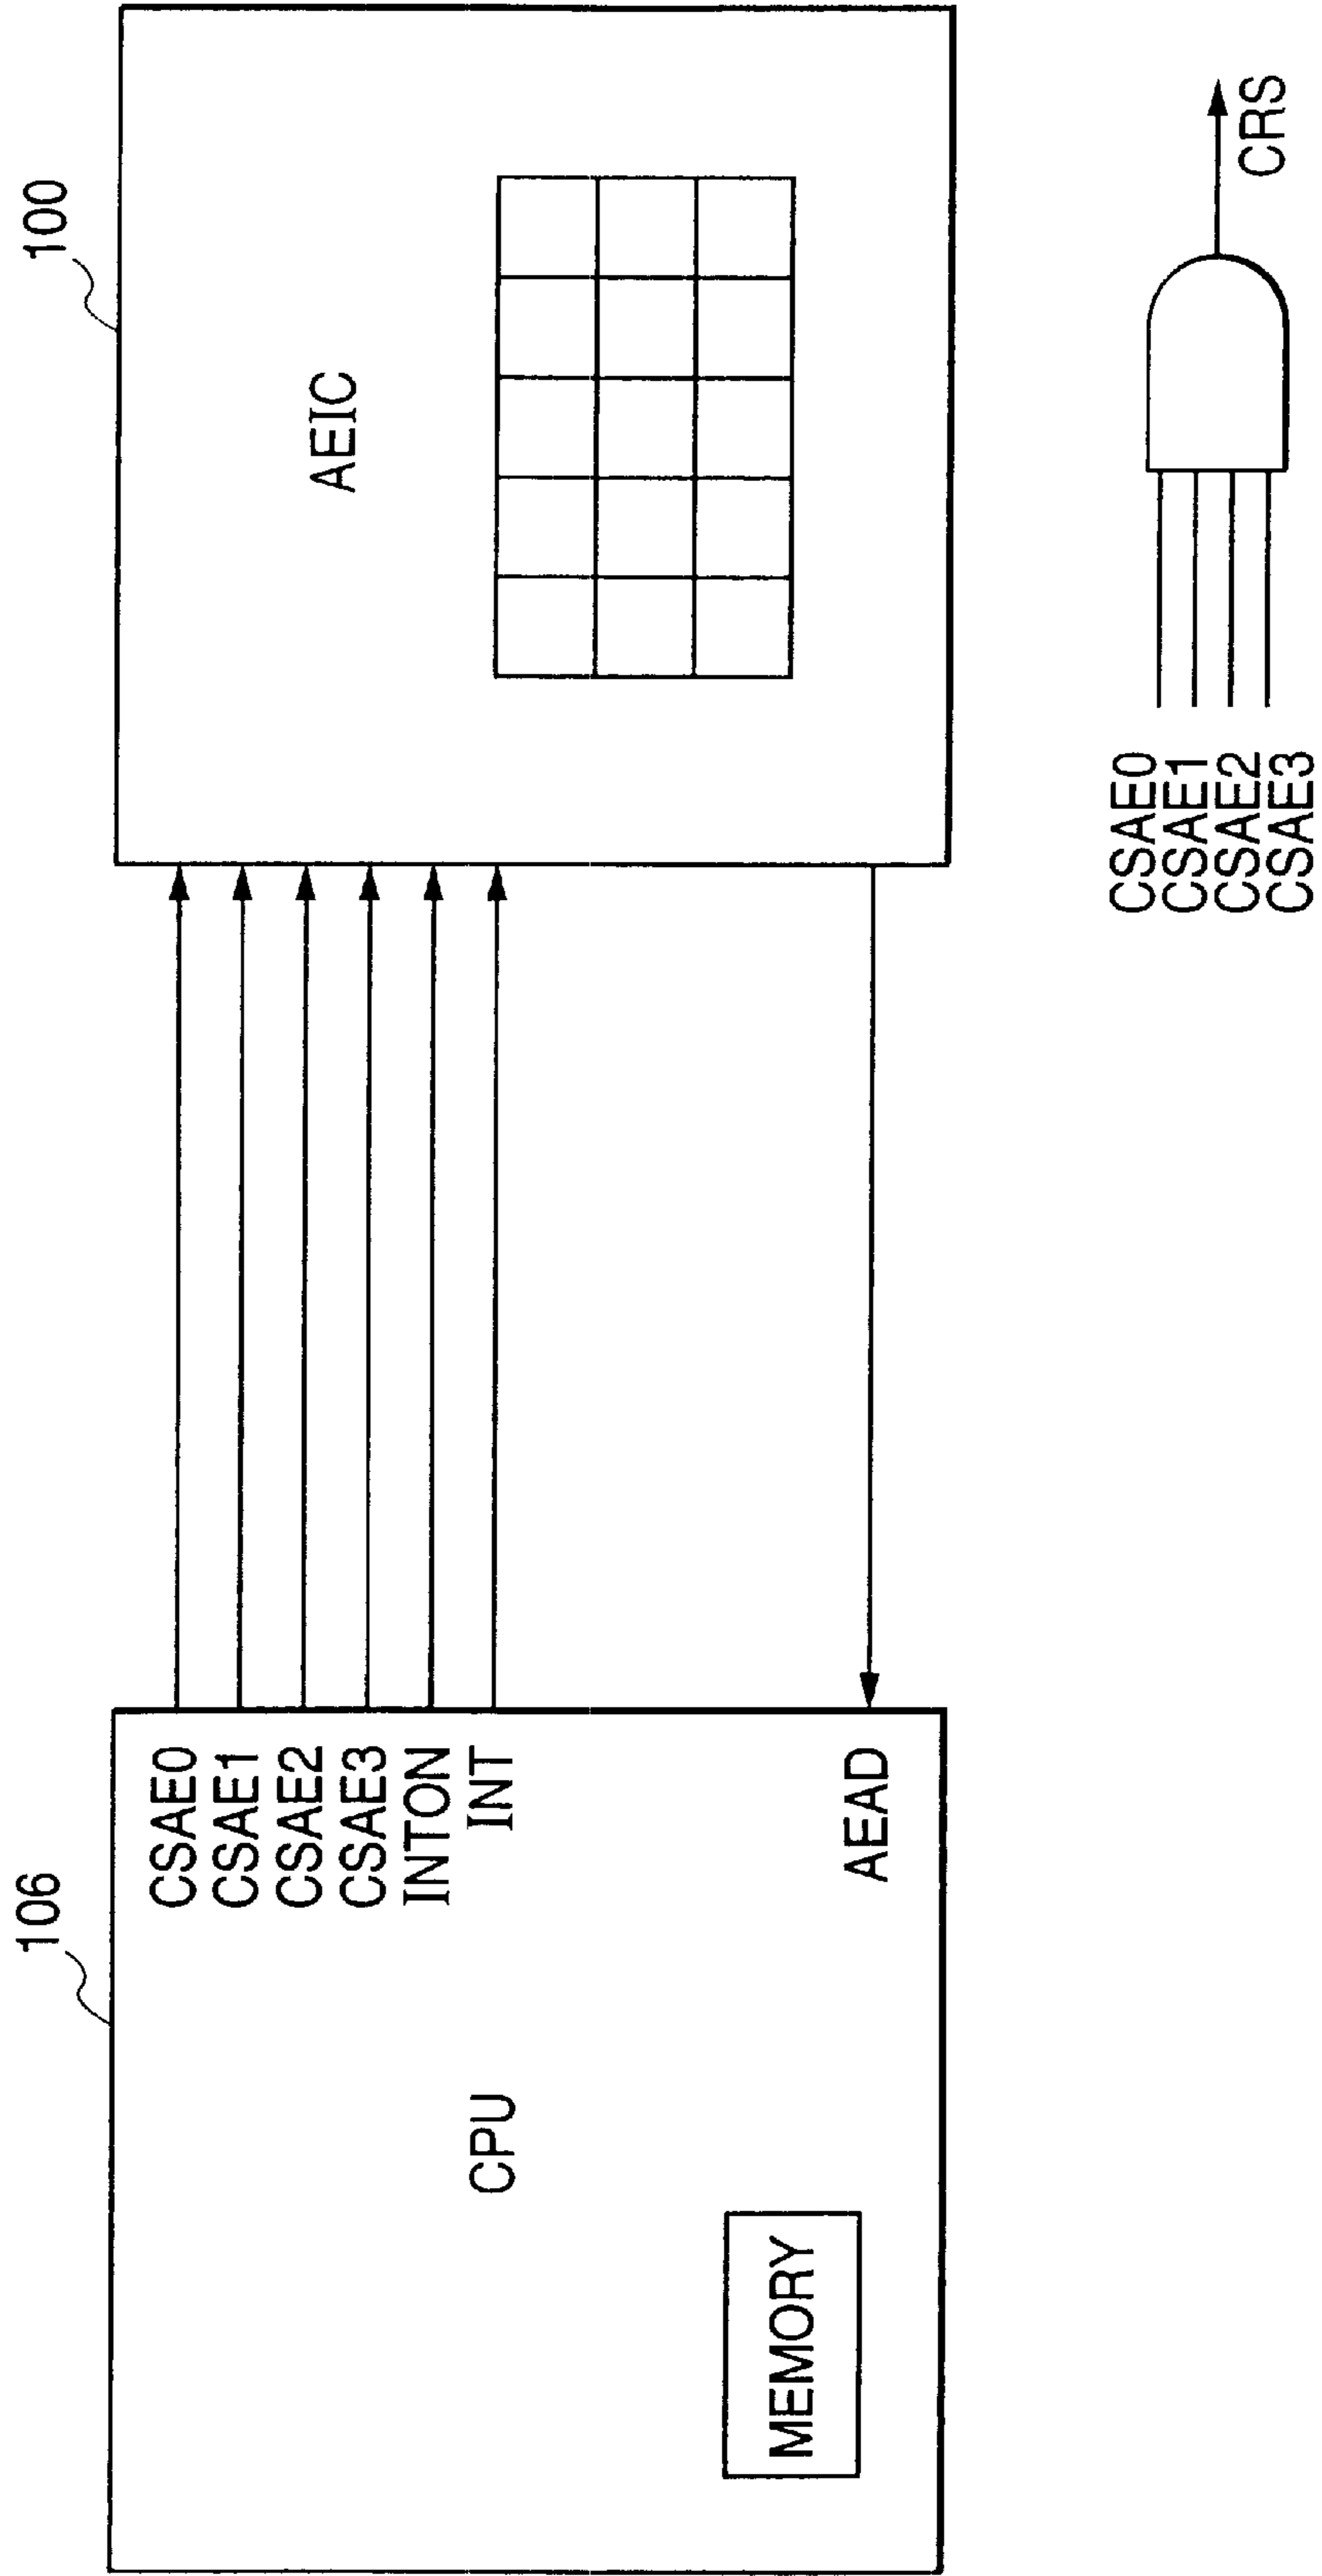 106
CPU
MEMORY
CSAE0
CSAE1
CSAE2
CSAE3
INTON
INT
AEAD
100
AEIC
CSAE0
CSAE1
CSAE2
CSAE3
CRS